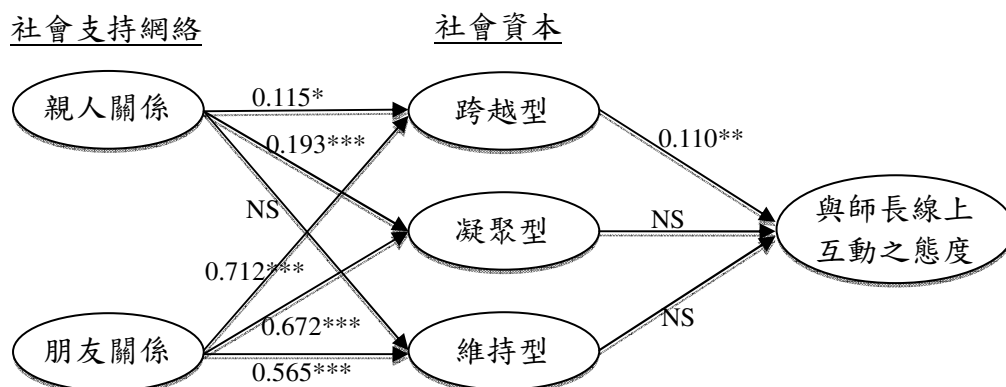 社會支持網絡
社會資本
親人關係
0.115*
跨越型
0.193***
0.110**
NS
凝聚型
NS
與師長線上
互動之態度
0.712***
0.672***
NS
朋友關係
0.565***
維持型